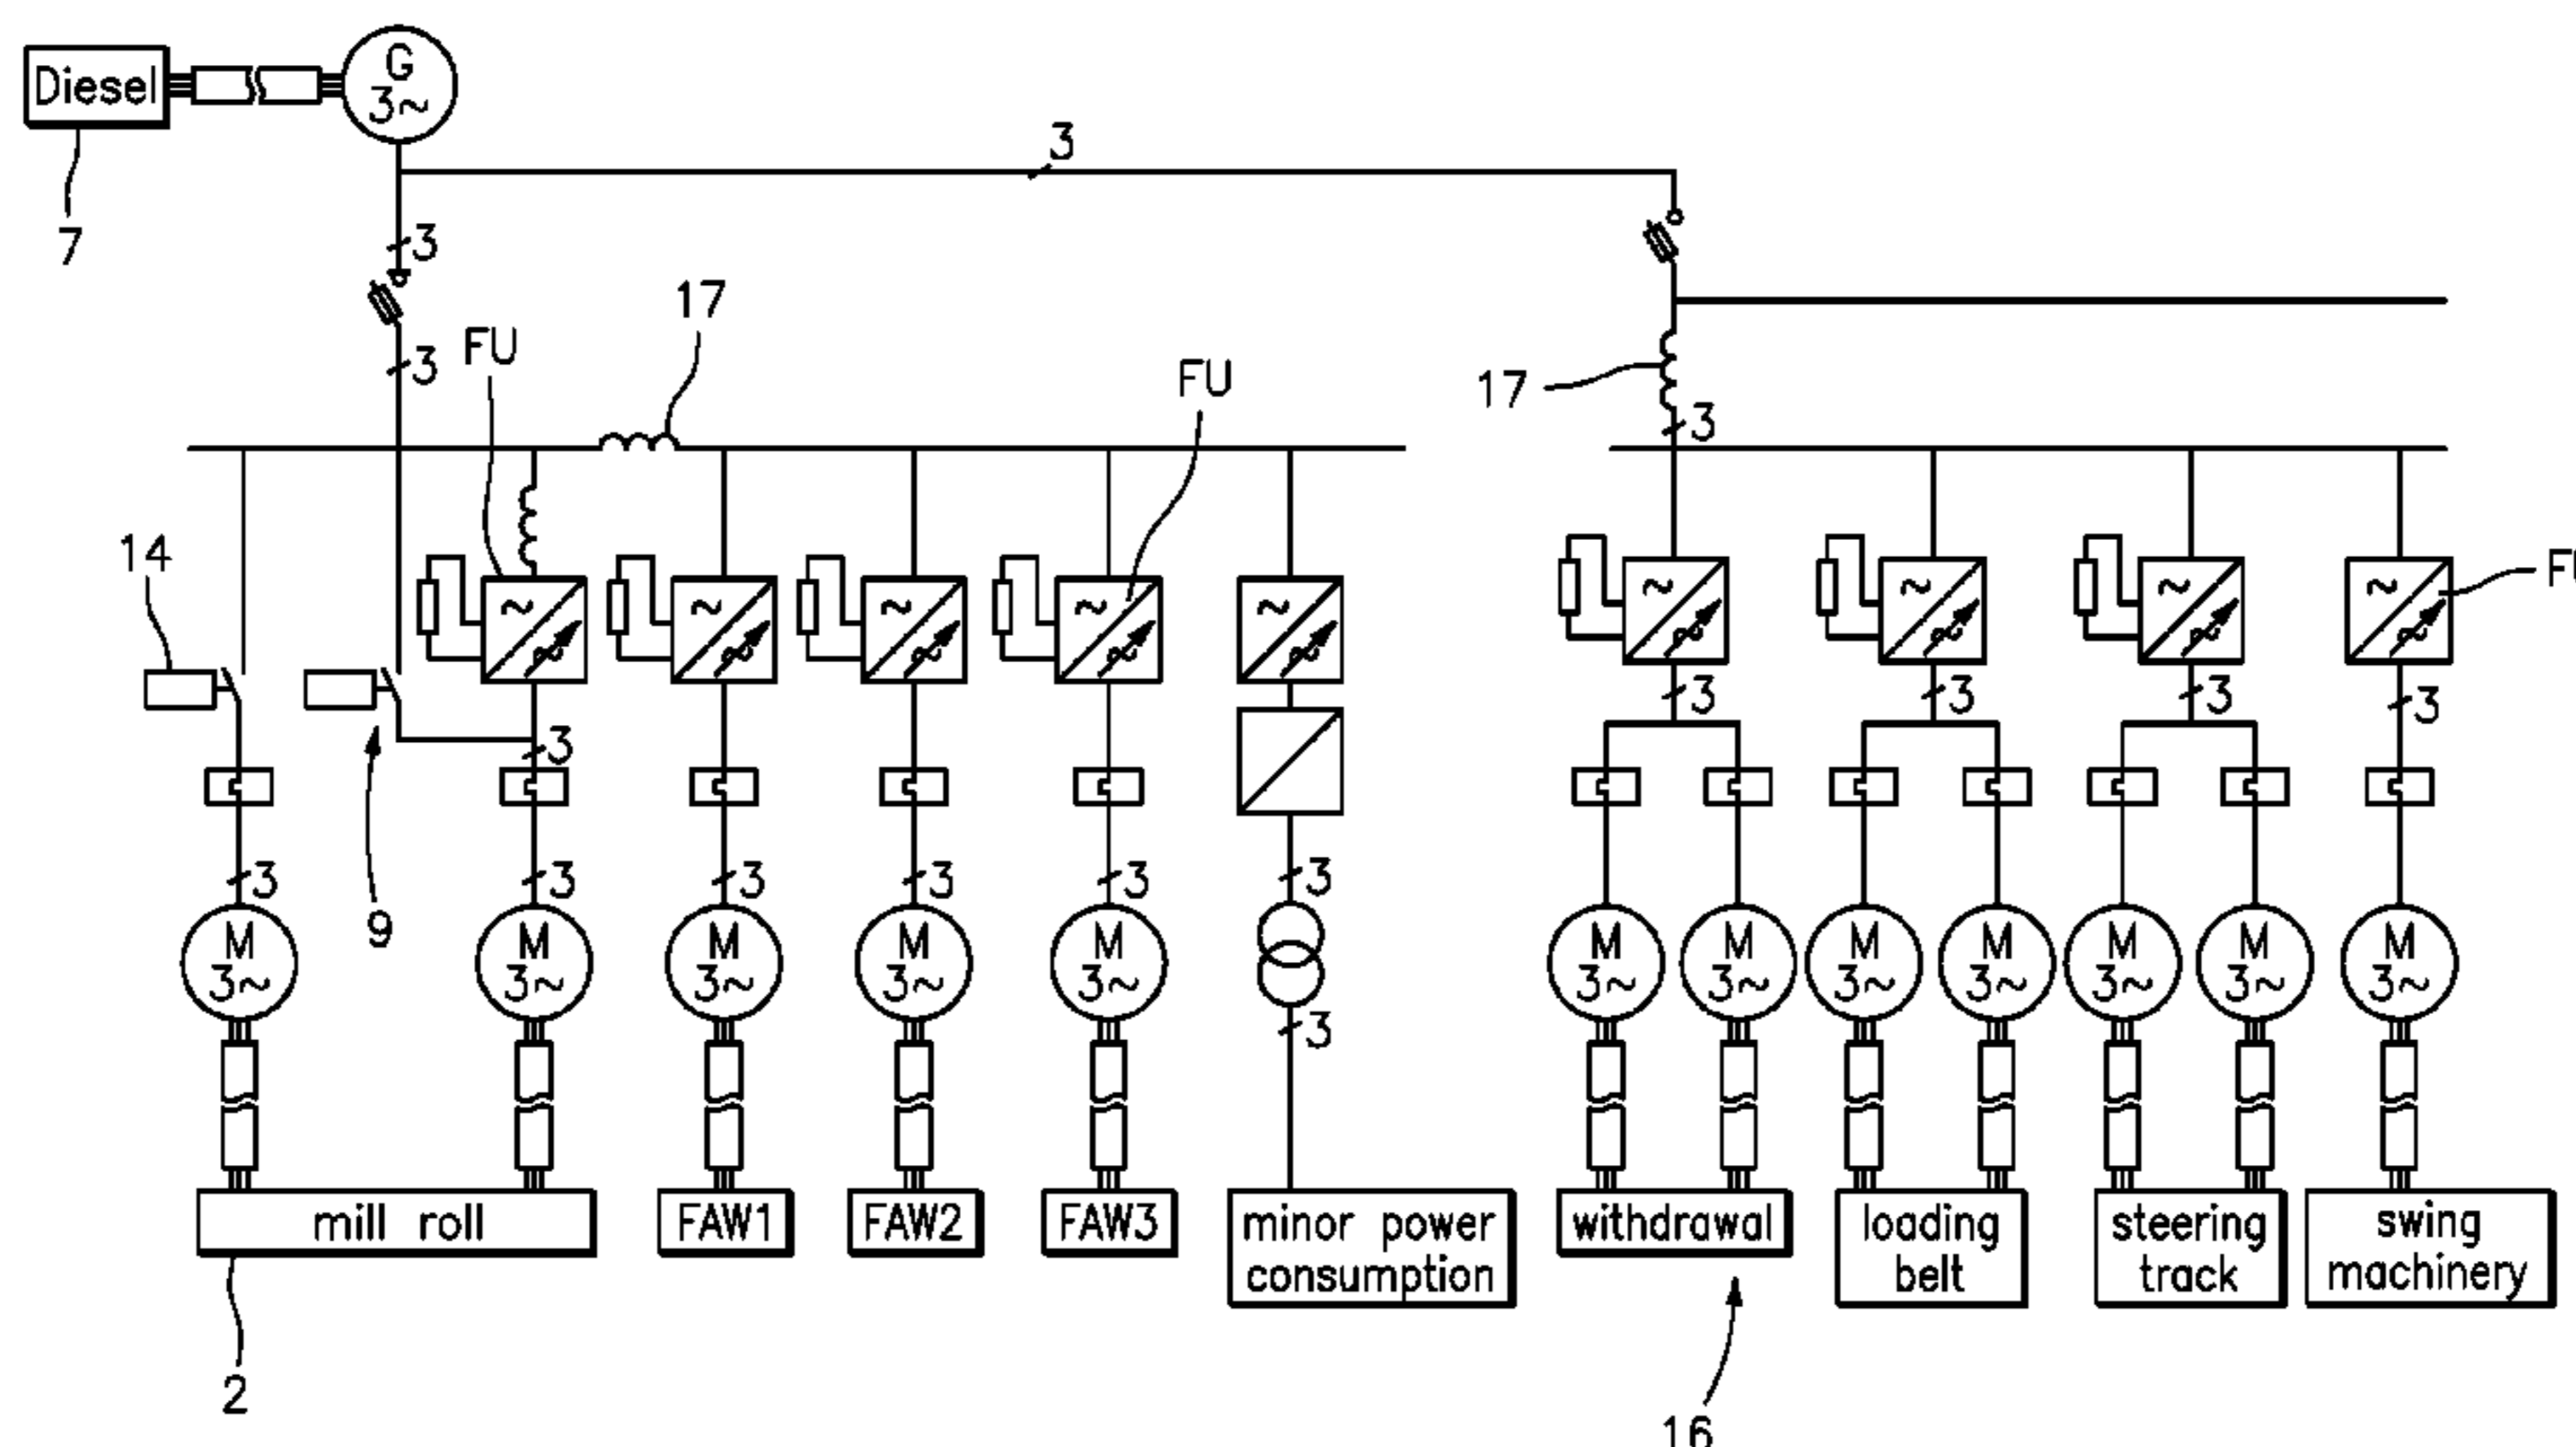 Diesel
G
3~
7
3
3
3
17
FU
FU
17
3
14
FU
9
3
3
3
3
3
3
3
3
3
3
3
3
3
M
3~
M
3~
M
3~
M
3~
M
3~
M
3~
M
3~
M
3~
M
3~
M
3~
M
3~
M
3~
mill roll
FAW1
FAW2
FAW3
minor power
consumption
withdrawal
loading
belt
steering
track
swing
machinery
2
16